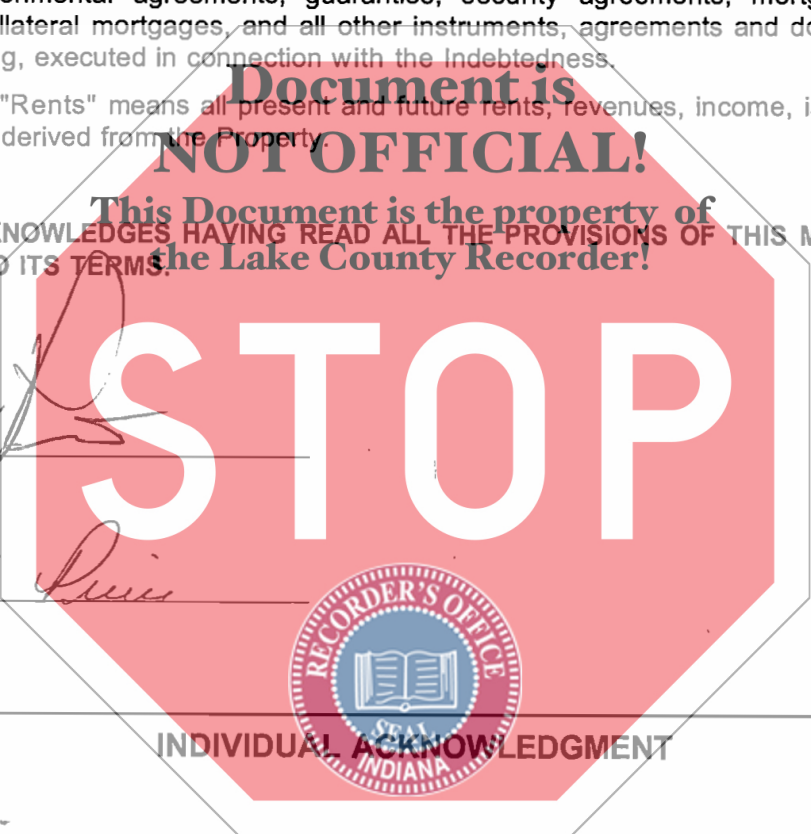 onmental agreements, guaranties, security agreements, mortg
llateral mortgages, and all other instruments, agreements and do
g, executed in connection with the Indebtedness.
Document is
"Rents" means all present and future rents, revenues, income, i
derived from the Property.
NOT OFFICIAL!
This Document is the property of
KNOWLEDGES HAVING READ ALL THE PROVISIONS OF THIS M
the Lake County Recorder!
O ITS TERMS.
STOP
RECORDER'S OFFICE
SEAL
INDIANA
INDIVIDUAL ACKNOWLEDGMENT